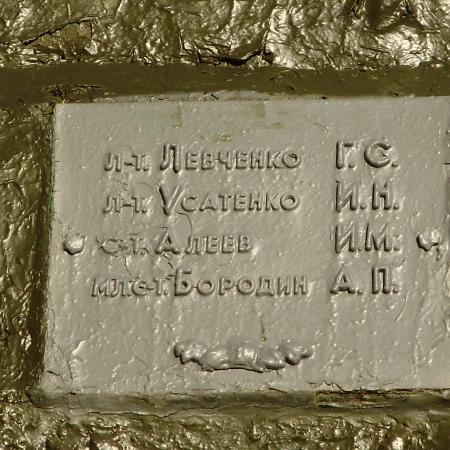 Л-Т. ЛЕВЧЕНКО Г.С.
Л-Т. УСАТЕНКО И.Н.
С-Т. АЛЕЕВ И.М.
МЛ.С-Т. БОРОДИН А.П.